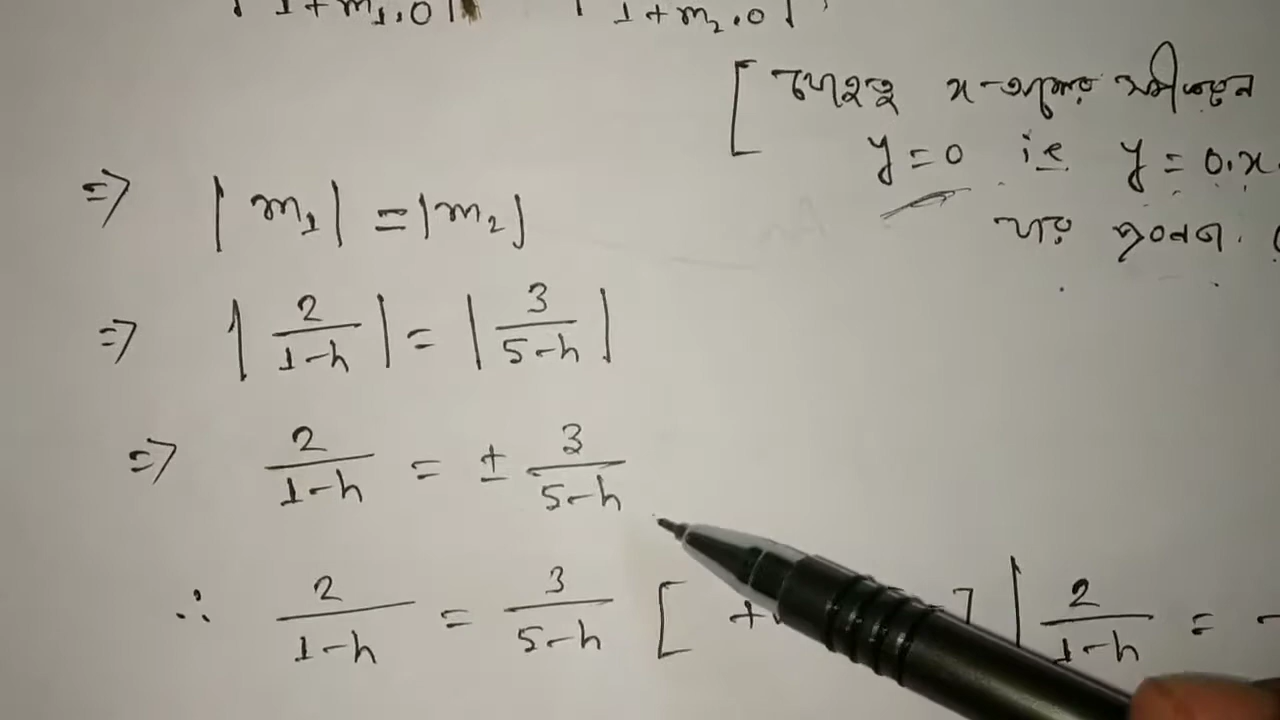 1+m₁.0 | 1+m₂.0
[ যেহেতু x-অক্ষের সমীকরণ
y=0 ie y=0.x
⇒ |m₁| = |m₂|
⇒ |2/(1-h)| = |3/(5-h)|
⇒ 2/(1-h) = ± 3/(5-h)
∴ 2/(1-h) = 3/(5-h) [ | 2/(1-h) = -